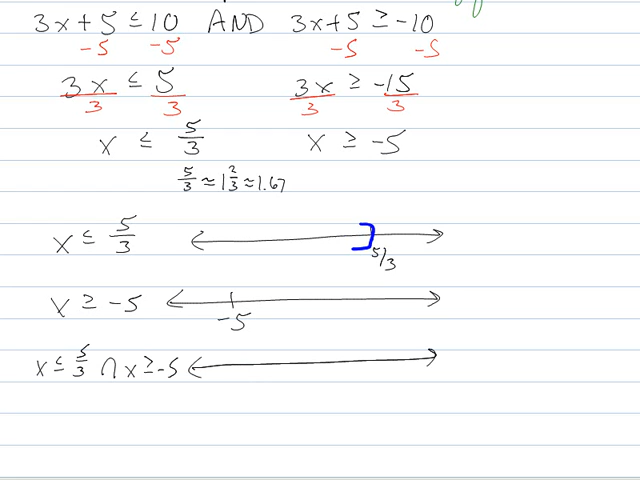 3x+5 ≤ 10 AND 3x+5 ≥ -10
-5 -5 -5 -5
3x ≤ 5 3x ≥ -15
3 3 3 3
x ≤ 5/3 x ≥ -5
5/3 ≈ 1 2/3 ≈ 1.67
x ≤ 5/3
5/3
x ≥ -5
-5
x ≤ 5/3 ∩ x ≥ -5